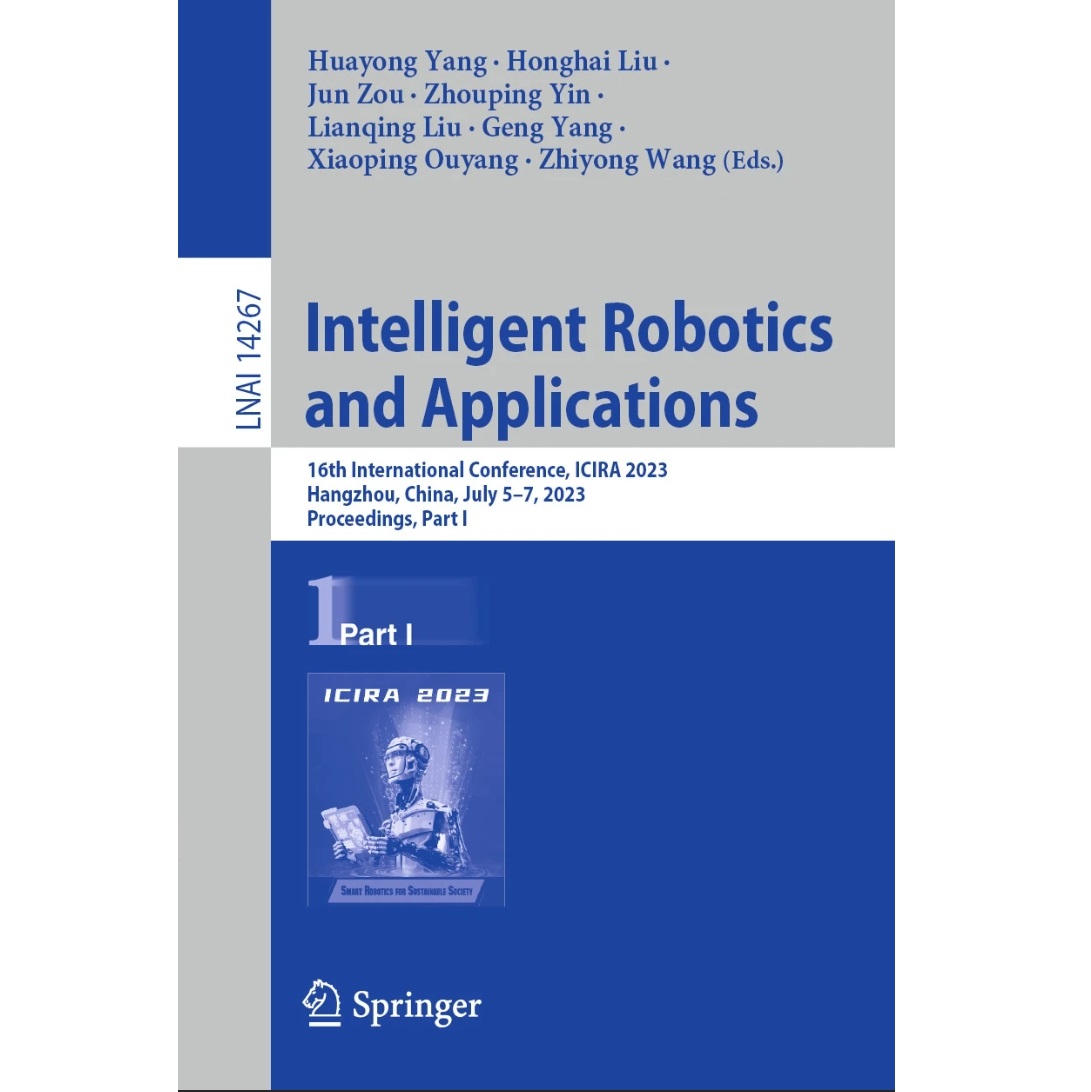 Huayong Yang · Honghai Liu ·
Jun Zou · Zhouping Yin ·
Lianqing Liu · Geng Yang ·
Xiaoping Ouyang · Zhiyong Wang (Eds.)
LNAI 14267
Intelligent Robotics
and Applications
16th International Conference, ICIRA 2023
Hangzhou, China, July 5–7, 2023
Proceedings, Part I
1 Part I
ICIRA 2023
SMART ROBOTICS FOR SUSTAINABLE SOCIETY
Springer